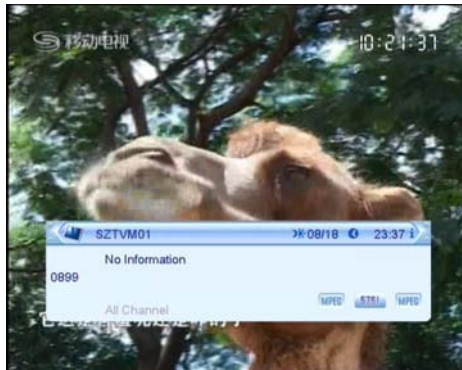 移动电视
10:21:37
SZTVM01 08/18 23:37
No Information
0899
MPEG 576i MPEG
All Channel